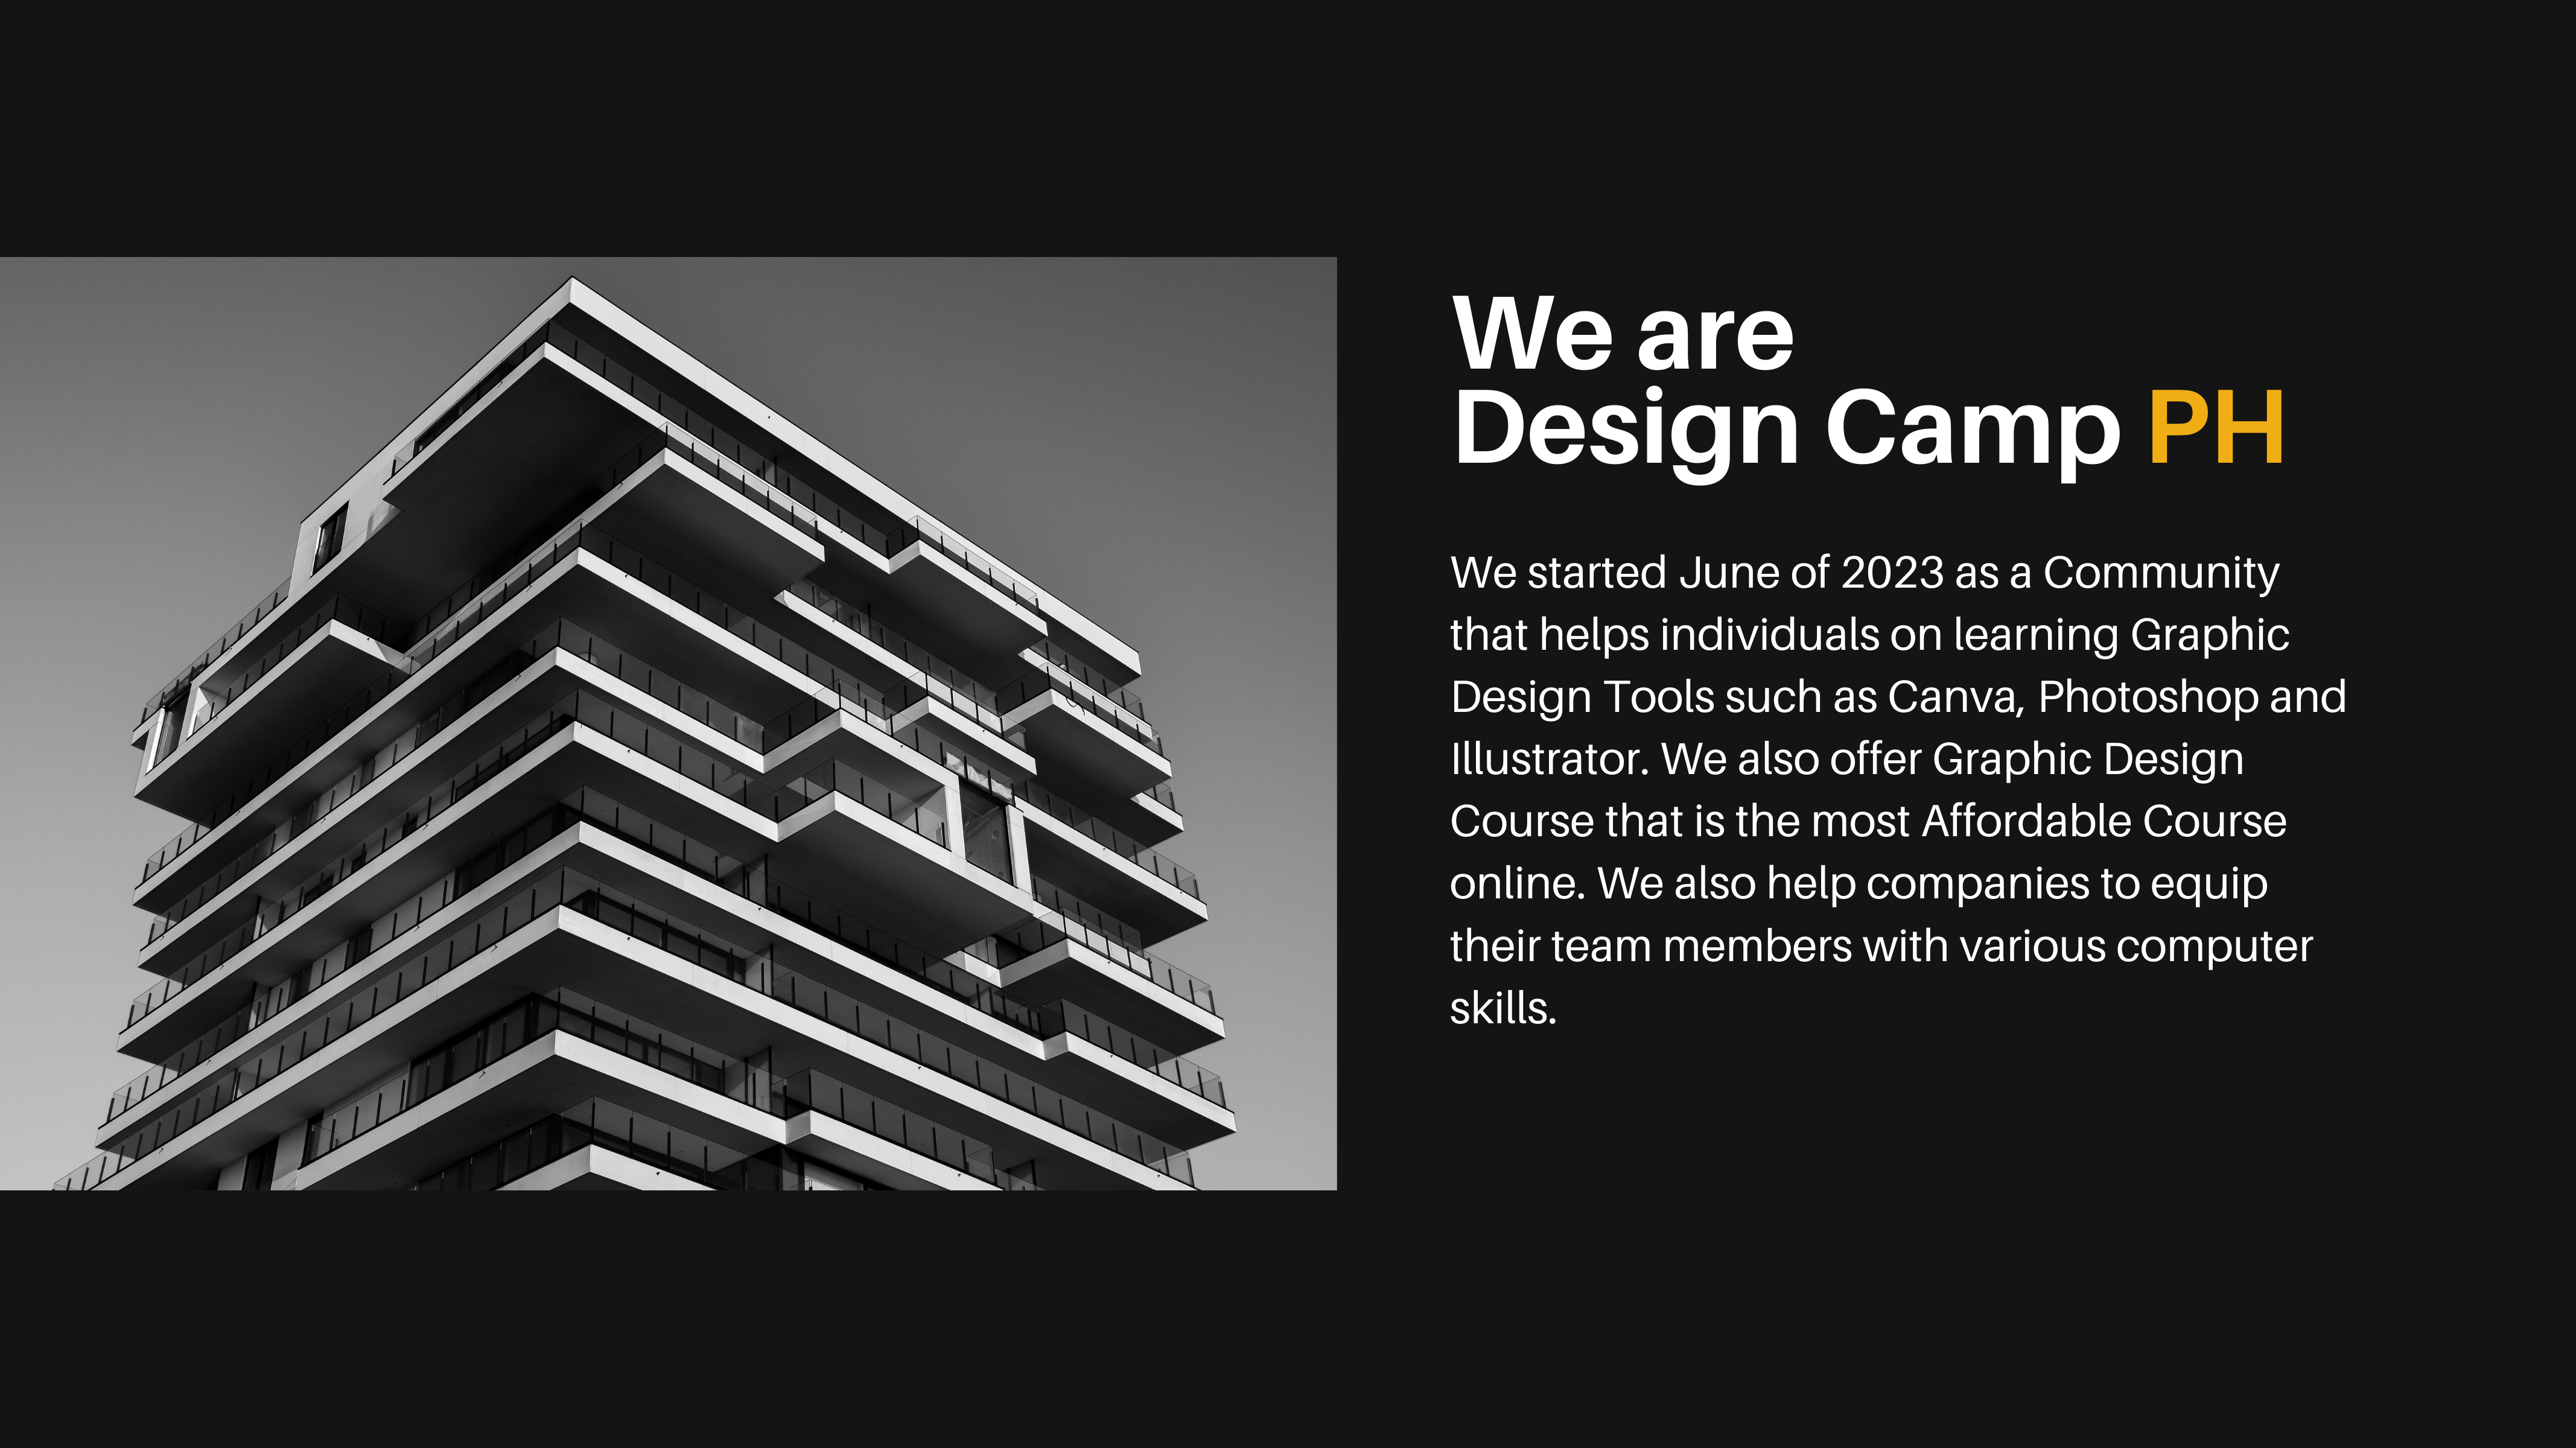 We are
Design Camp PH
We started June of 2023 as a Community
that helps individuals on learning Graphic
Design Tools such as Canva, Photoshop and
Illustrator. We also offer Graphic Design
Course that is the most Affordable Course
online. We also help companies to equip
their team members with various computer
skills.